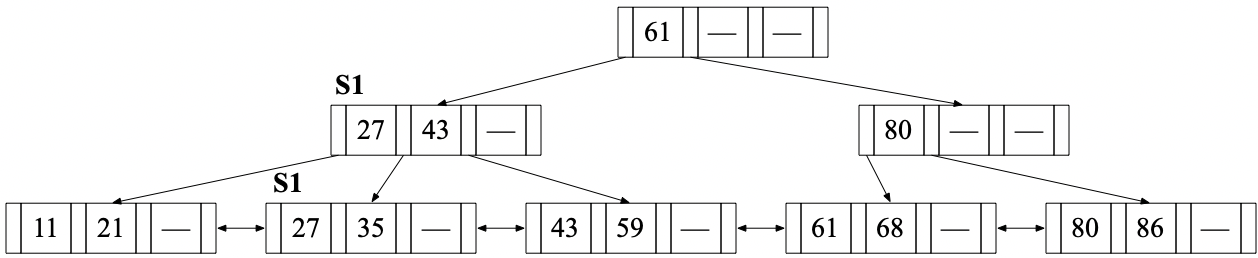 61 — —
S1
27 43 —
80 — —
S1
11 21 —
27 35 —
43 59 —
61 68 —
80 86 —